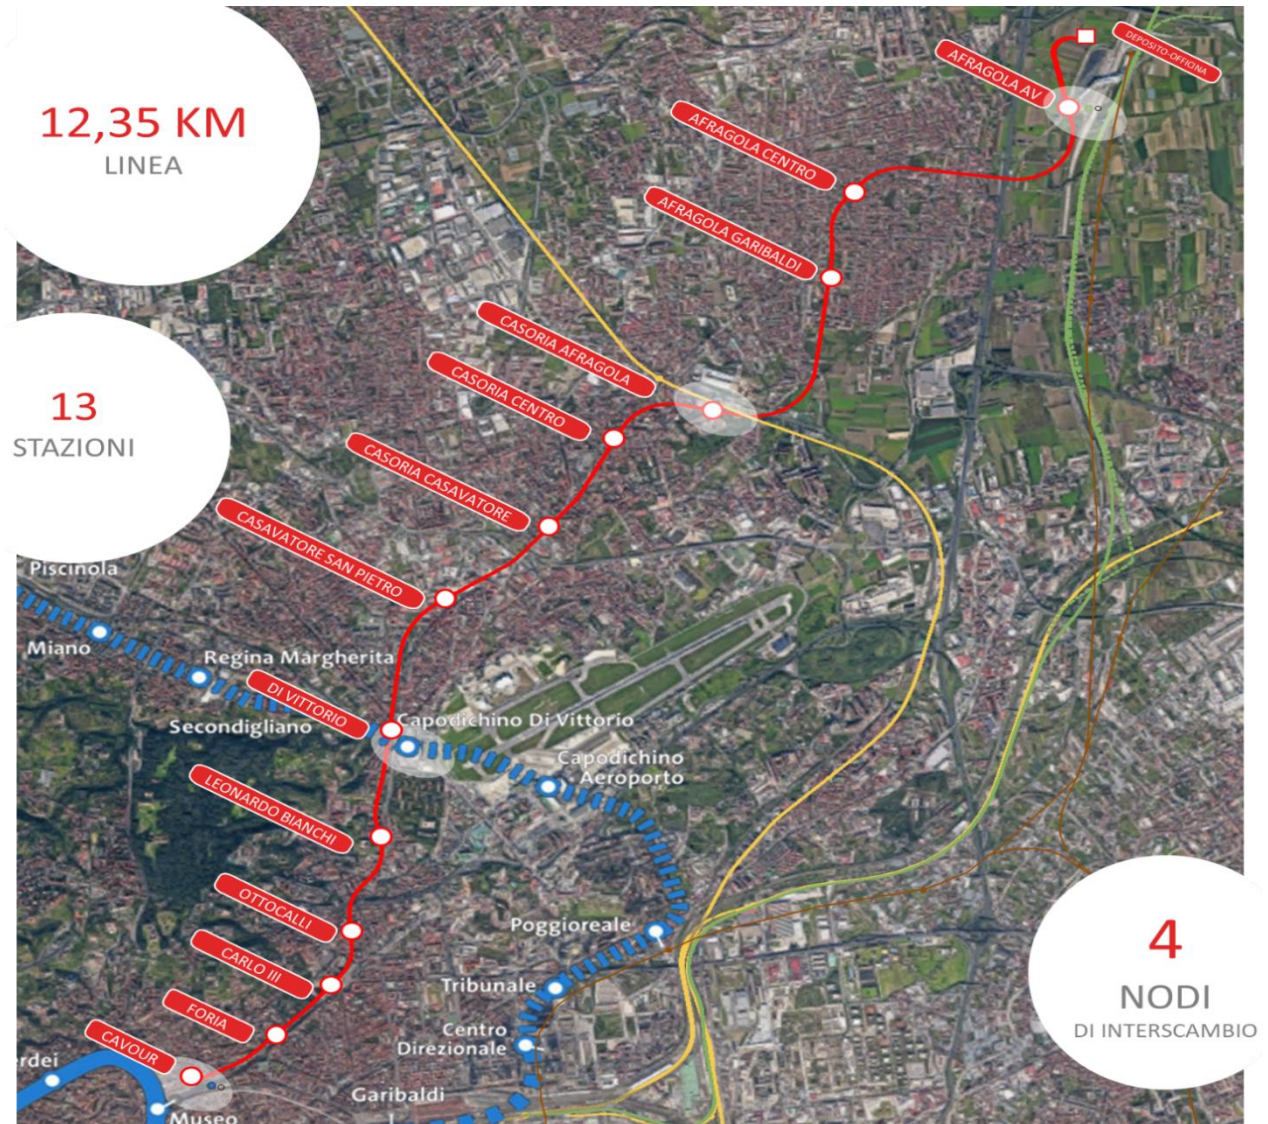 12,35 KM
LINEA
DEPOSITO-OFFICINA
AFRAGOLA AV
AFRAGOLA CENTRO
AFRAGOLA GARIBALDI
CASORIA AFRAGOLA
CASORIA CENTRO
13
STAZIONI
CASORIA CASAVATORE
CASAVATORE SAN PIETRO
Piscinola
Miano
Regina Margherita
Secondigliano
DI VITTORIO
Capodichino Di Vittorio
Capodichino
Aeroporto
LEONARDO BIANCHI
OTTOCALLI
Poggioreale
CARLO III
Tribunale
FORIA
Centro
Direzionale
CAVOUR
erdei
Garibaldi
Museo
4
NODI
DI INTERSCAMBIO